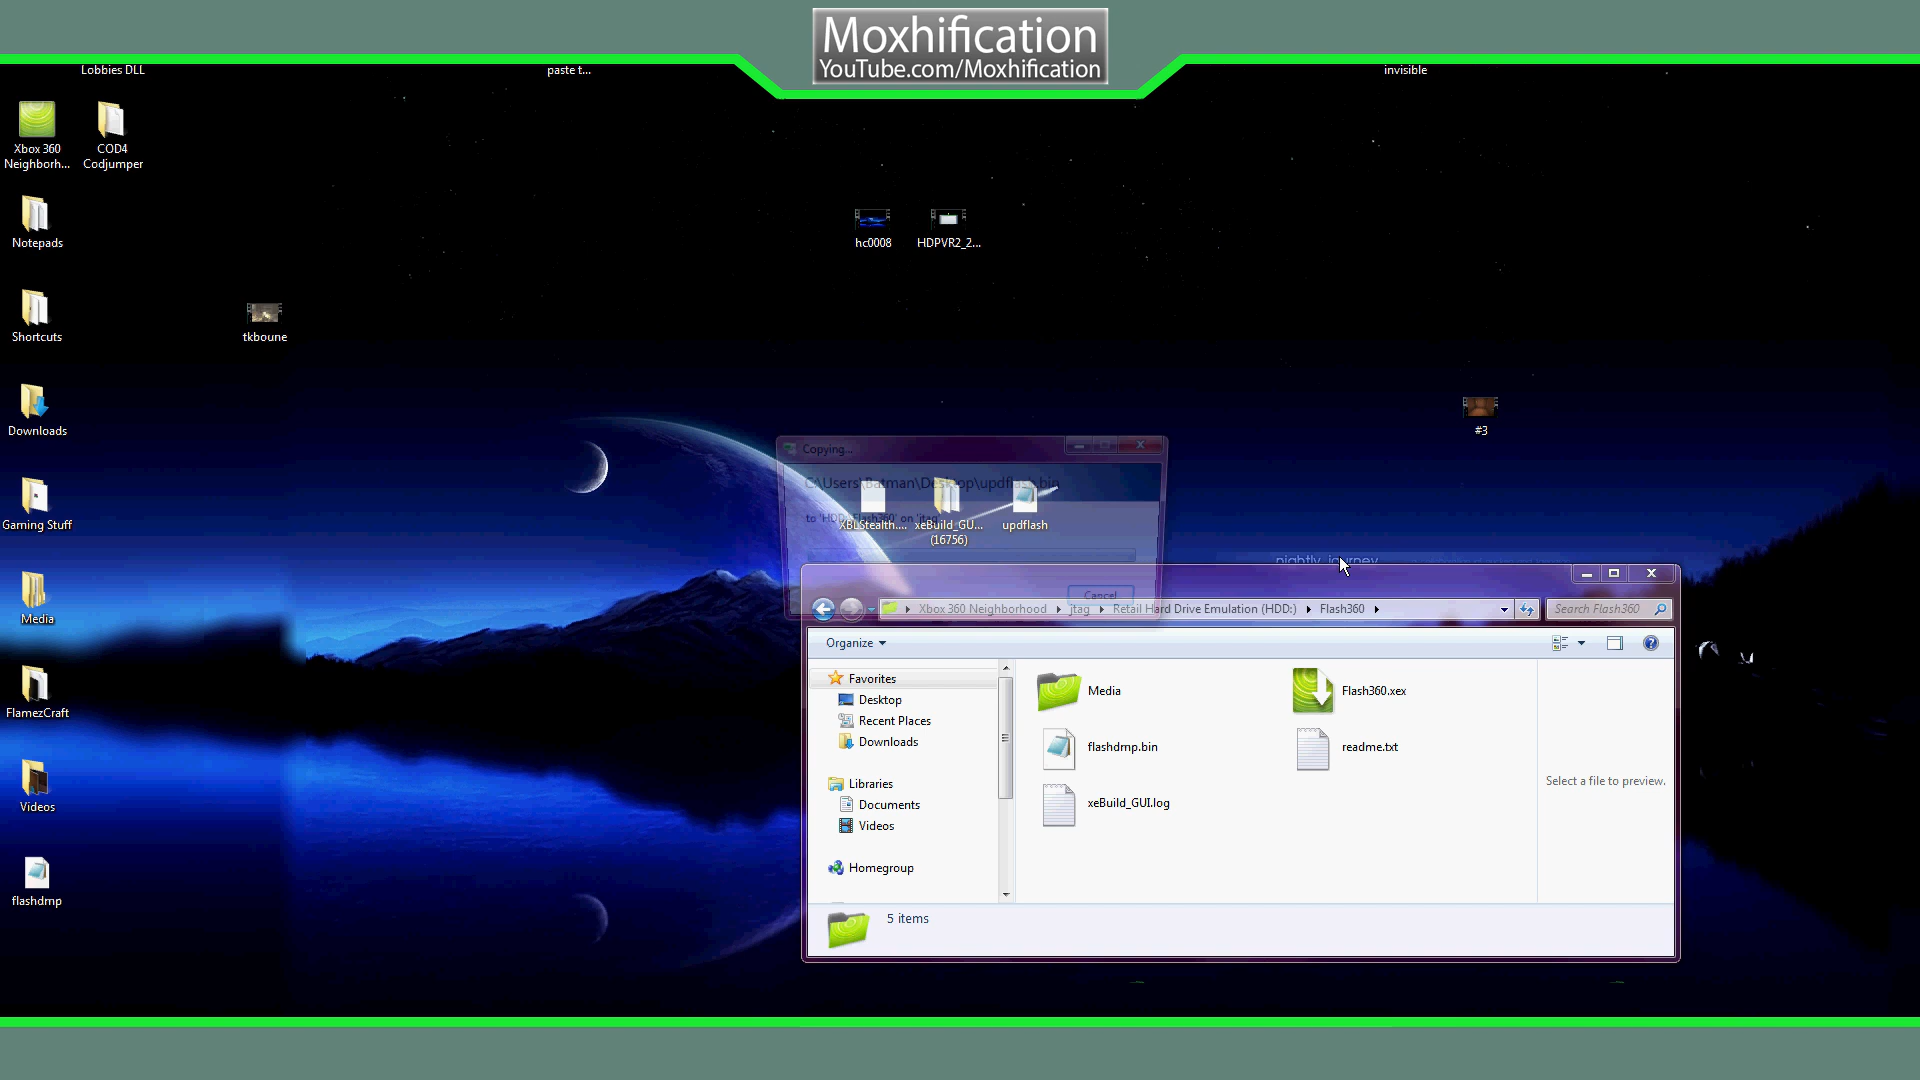 Moxhification
YouTube.com/Moxhification
Lobbies DLL
paste t...
invisible
Xbox 360
Neighborh...
COD4
Codjumper
Notepads
hc0008
HDPVR2_2...
Shortcuts
tkboune
Downloads
#3
Gaming Stuff
Copying...
C:\Users\Batman\Desktop\updflash.bin
to 'HDD:\Flash360' on 'jtag'
XBLStealth....
xeBuild_GU...
(16756)
updflash
nightly journey
Cancel
Media
FlamezCraft
Videos
flashdmp
Xbox 360 Neighborhood
jtag
Retail Hard Drive Emulation (HDD:)
Flash360
Search Flash360
Organize
Favorites
Desktop
Recent Places
Downloads
Libraries
Documents
Videos
Homegroup
Media
Flash360.xex
flashdmp.bin
readme.txt
xeBuild_GUI.log
Select a file to preview.
5 items